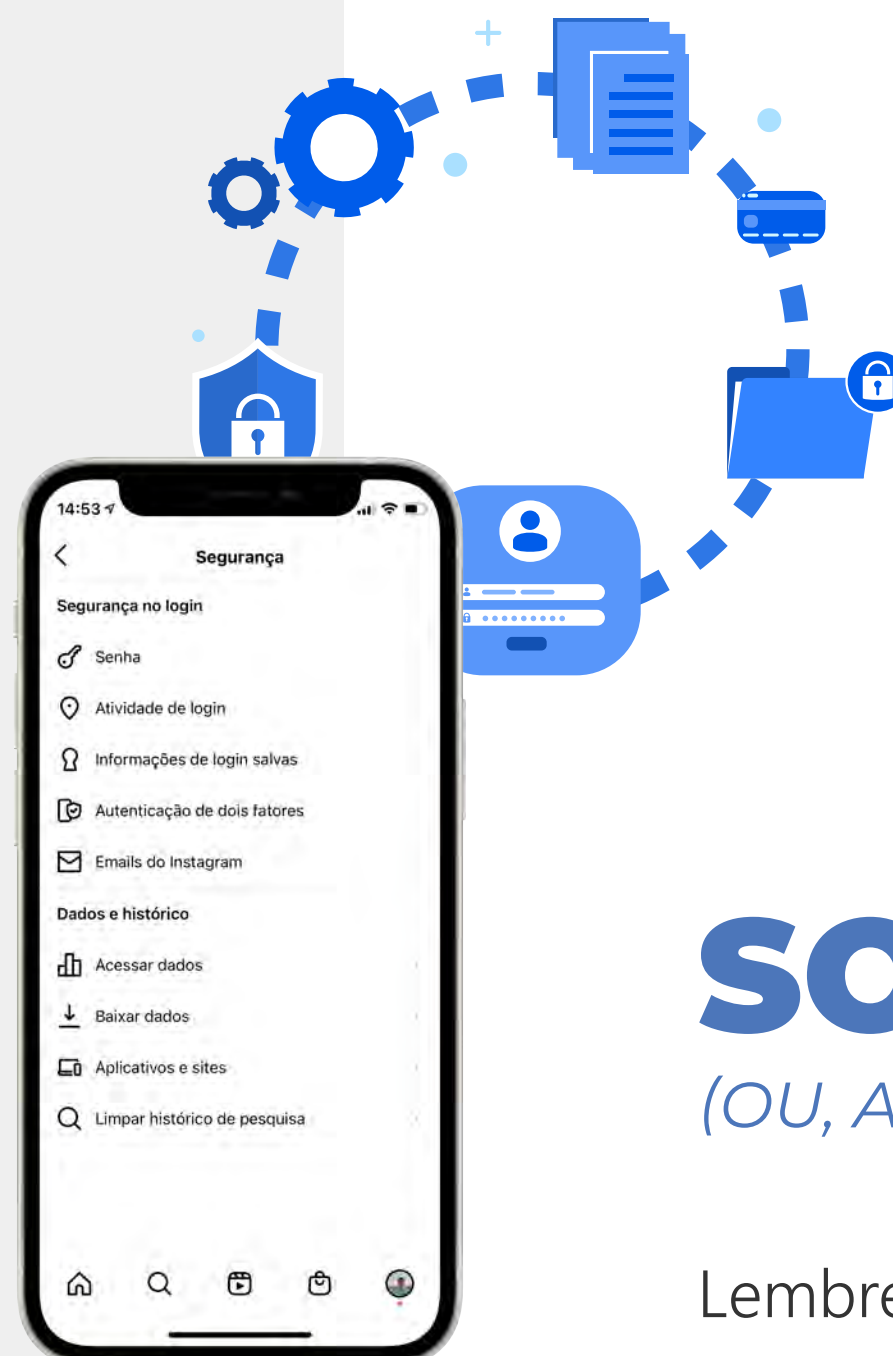 14:53
Segurança
Segurança no login
Senha
Atividade de login
Informações de login salvas
Autenticação de dois fatores
Emails do Instagram
Dados e histórico
Acessar dados
Baixar dados
Aplicativos e sites
Limpar histórico de pesquisa
SO
(OU, A
Lembre